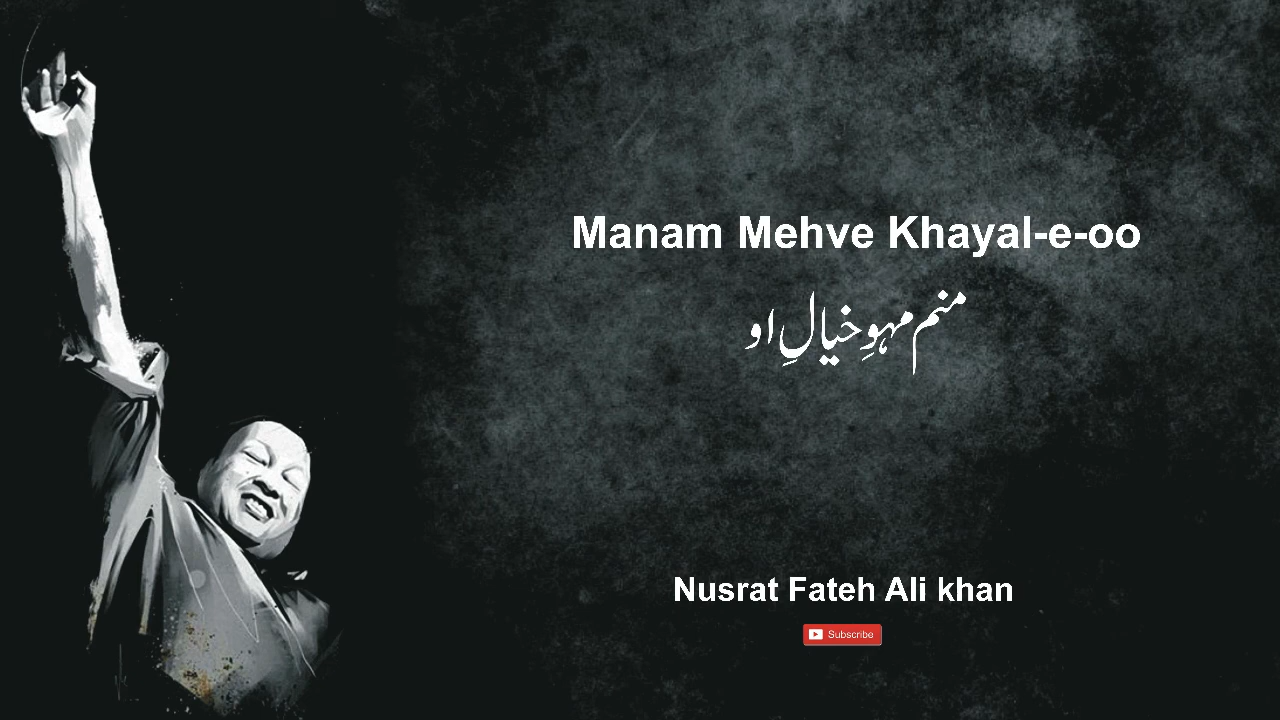 Manam Mehve Khayal-e-oo
منم مہوِ خیالِ او
Nusrat Fateh Ali khan
Subscribe